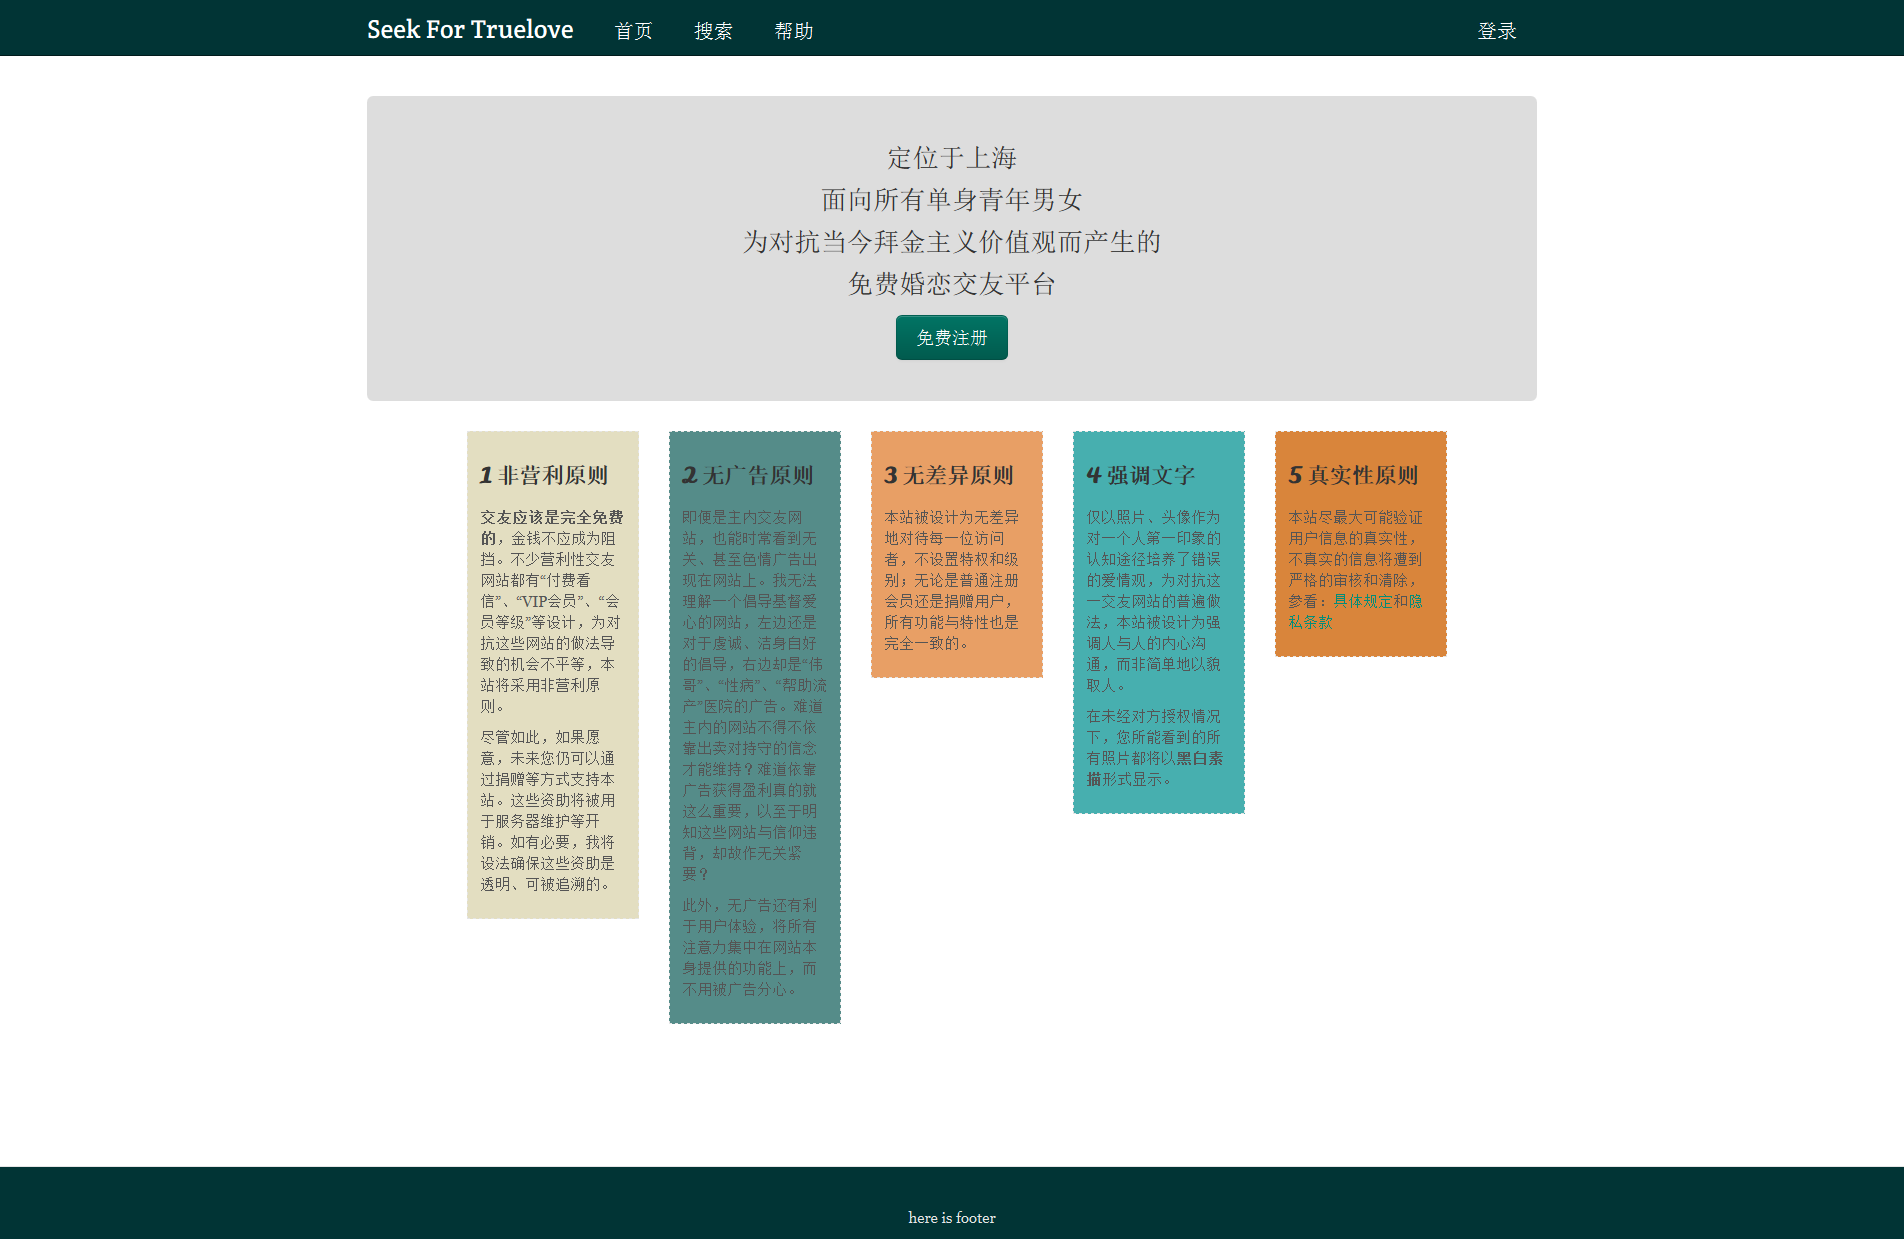 Seek For Truelove 首页 搜索 帮助 登录
定位于上海
面向所有单身青年男女
为对抗当今拜金主义价值观而产生的
免费婚恋交友平台
免费注册
1 非营利原则
交友应该是完全免费
的，金钱不应成为阻
挡。不少营利性交友
网站都有“付费看
信”、“VIP会员”、“会
员等级”等设计，为对
抗这些网站的做法导
致的机会不平等，本
站将采用非营利原
则。
尽管如此，如果愿
意，未来您仍可以通
过捐赠等方式支持本
站。这些资助将被用
于服务器维护等开
销。如有必要，我将
设法确保这些资助是
透明、可被追溯的。
2 无广告原则
即便是主内交友网
站，也能时常看到无
关、甚至色情广告出
现在网站上。我无法
理解一个倡导基督爱
心的网站，左边还是
对于虔诚、洁身自好
的倡导，右边却是“伟
哥”、“性病”、“帮助流
产”医院的广告。难道
主内的网站不得不依
靠出卖对持守的信念
才能维持？难道依靠
广告获得盈利真的就
这么重要，以至于明
知这些网站与信仰违
背，却故作无关紧
要？
此外，无广告还有利
于用户体验，将所有
注意力集中在网站本
身提供的功能上，而
不用被广告分心。
3 无差异原则
本站被设计为无差异
地对待每一位访问
者，不设置特权和级
别；无论是普通注册
会员还是捐赠用户，
所有功能与特性也是
完全一致的。
4 强调文字
仅以照片、头像作为
对一个人第一印象的
认知途径培养了错误
的爱情观，为对抗这
一交友网站的普遍做
法，本站被设计为强
调人与人的内心沟
通，而非简单地以貌
取人。
在未经对方授权情况
下，您所能看到的所
有照片都将以黑白素
描形式显示。
5 真实性原则
本站尽最大可能验证
用户信息的真实性，
不真实的信息将遭到
严格的审核和清除，
参看：具体规定和隐
私条款
here is footer